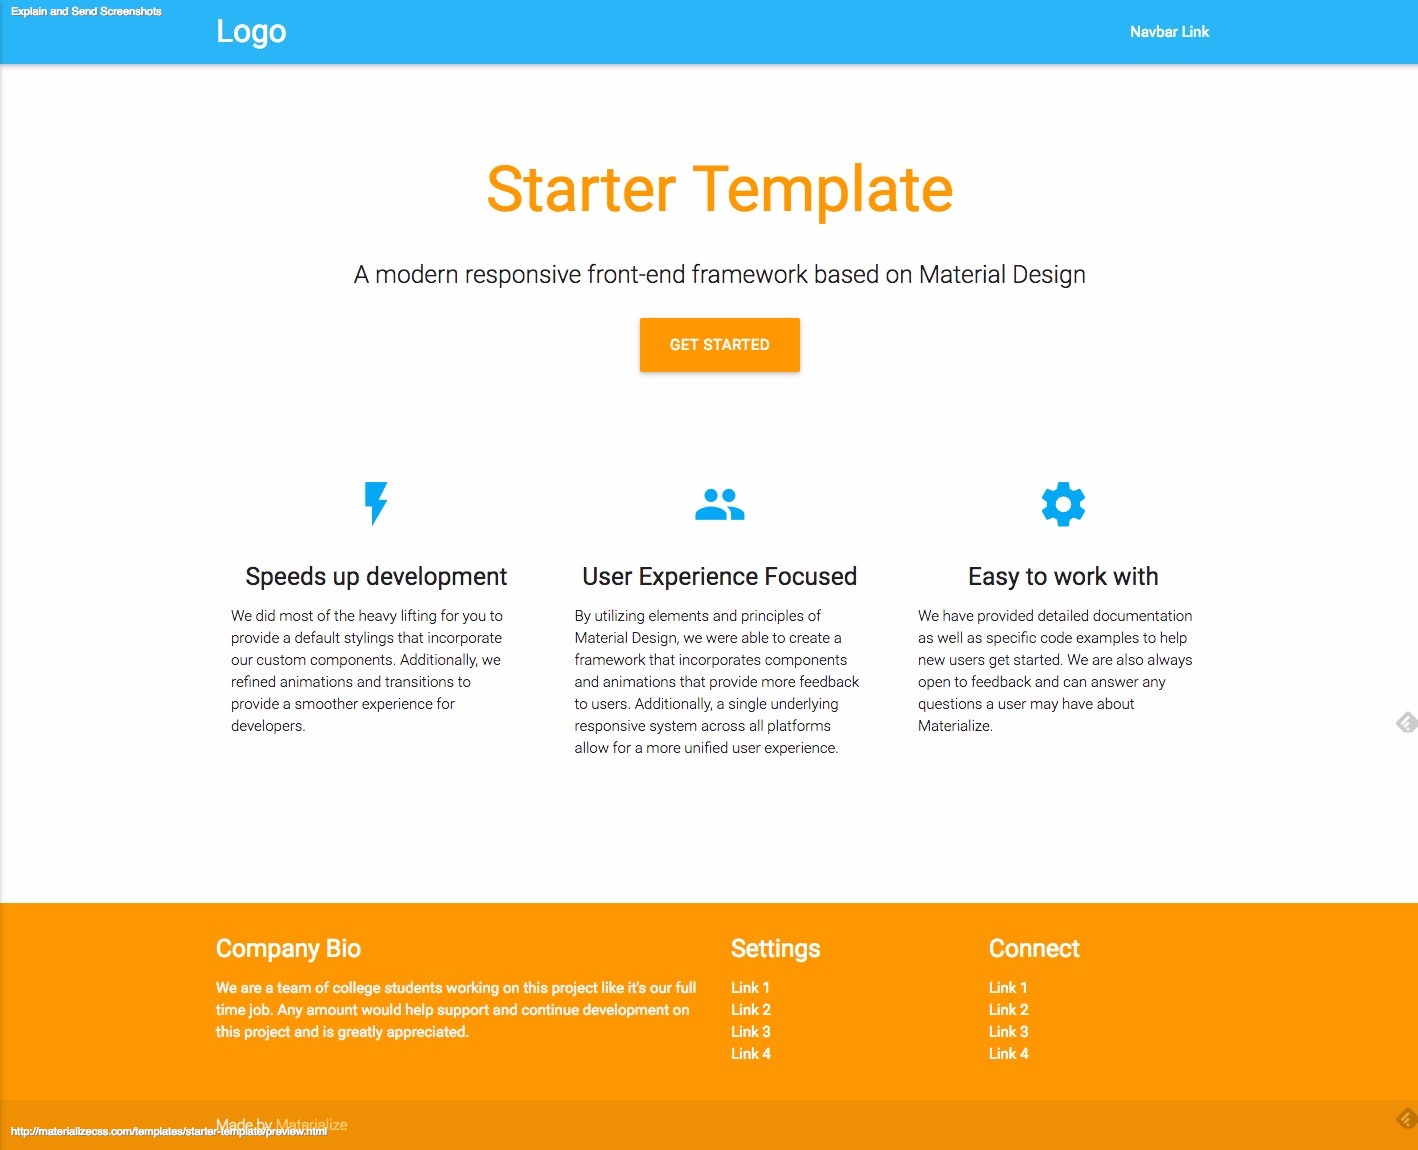 Explain and Send Screenshots
Logo
Navbar Link
Starter Template
A modern responsive front-end framework based on Material Design
GET STARTED
Speeds up development
We did most of the heavy lifting for you to
provide a default stylings that incorporate
our custom components. Additionally, we
refined animations and transitions to
provide a smoother experience for
developers.
User Experience Focused
By utilizing elements and principles of
Material Design, we were able to create a
framework that incorporates components
and animations that provide more feedback
to users. Additionally, a single underlying
responsive system across all platforms
allow for a more unified user experience.
Easy to work with
We have provided detailed documentation
as well as specific code examples to help
new users get started. We are also always
open to feedback and can answer any
questions a user may have about
Materialize.
Company Bio
We are a team of college students working on this project like it's our full
time job. Any amount would help support and continue development on
this project and is greatly appreciated.
Settings
Link 1
Link 2
Link 3
Link 4
Connect
Link 1
Link 2
Link 3
Link 4
Made by Materialize
http://materializecss.com/templates/starter-template/preview.html